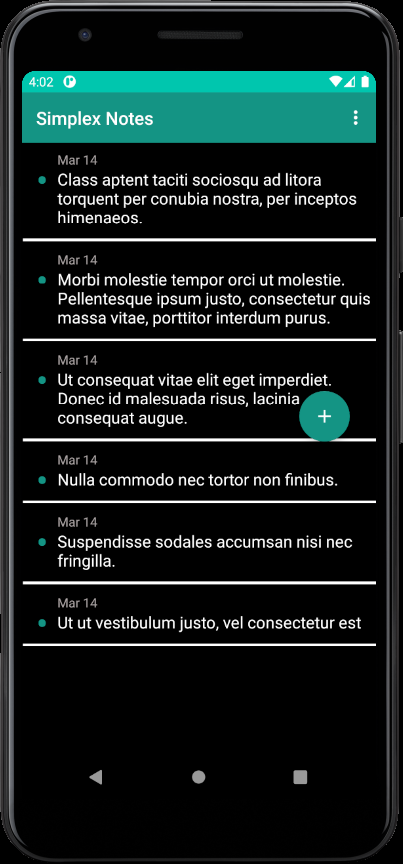 4:02
Simplex Notes
Mar 14
Class aptent taciti sociosqu ad litora
torquent per conubia nostra, per inceptos
himenaeos.
Mar 14
Morbi molestie tempor orci ut molestie.
Pellentesque ipsum justo, consectetur quis
massa vitae, porttitor interdum purus.
Mar 14
Ut consequat vitae elit eget imperdiet.
Donec id malesuada risus, lacinia
consequat augue.
+
Mar 14
Nulla commodo nec tortor non finibus.
Mar 14
Suspendisse sodales accumsan nisi nec
fringilla.
Mar 14
Ut ut vestibulum justo, vel consectetur est